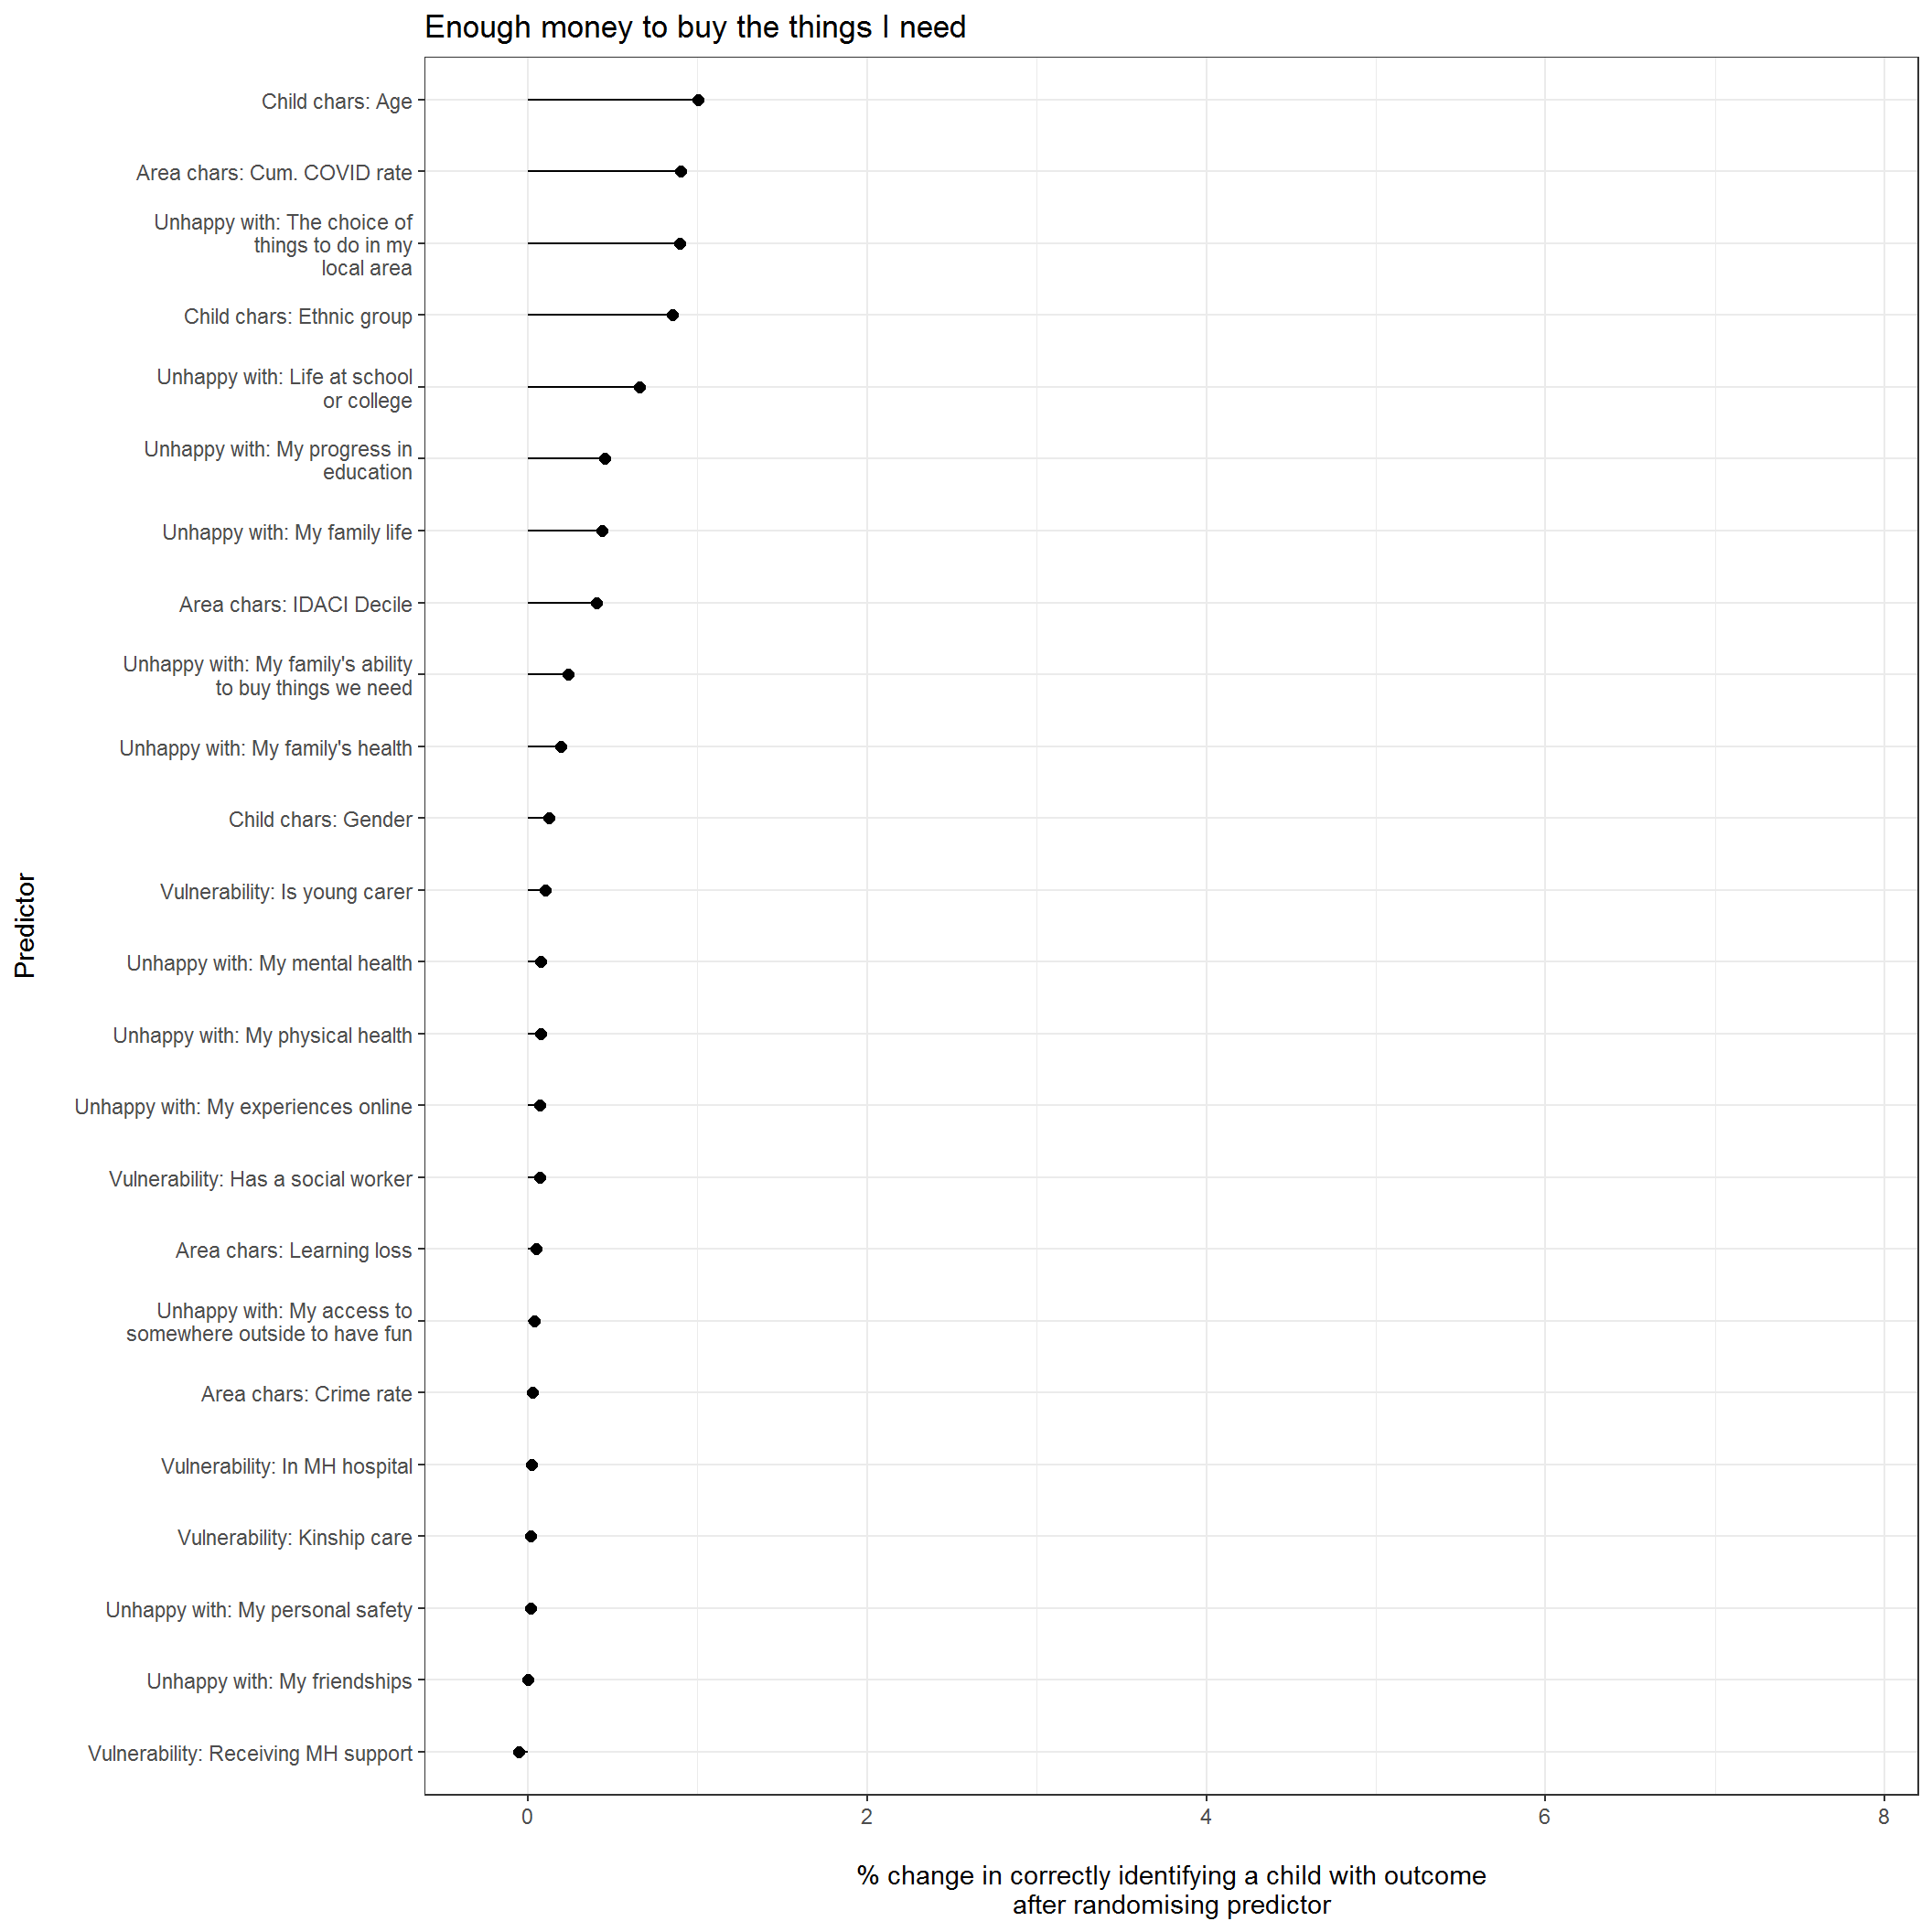 Enough money to buy the things I need
Child chars: Age
Area chars: Cum. COVID rate
Unhappy with: The choice of
things to do in my
local area
Child chars: Ethnic group
Unhappy with: Life at school
or college
Unhappy with: My progress in
education
Unhappy with: My family life
Area chars: IDACI Decile
Unhappy with: My family's ability
to buy things we need
Unhappy with: My family's health
Child chars: Gender
Vulnerability: Is young carer
Unhappy with: My mental health
Unhappy with: My physical health
Unhappy with: My experiences online
Vulnerability: Has a social worker
Area chars: Learning loss
Unhappy with: My access to
somewhere outside to have fun
Area chars: Crime rate
Vulnerability: In MH hospital
Vulnerability: Kinship care
Unhappy with: My personal safety
Unhappy with: My friendships
Vulnerability: Receiving MH support
Predictor
0 2 4 6 8
% change in correctly identifying a child with outcome
after randomising predictor